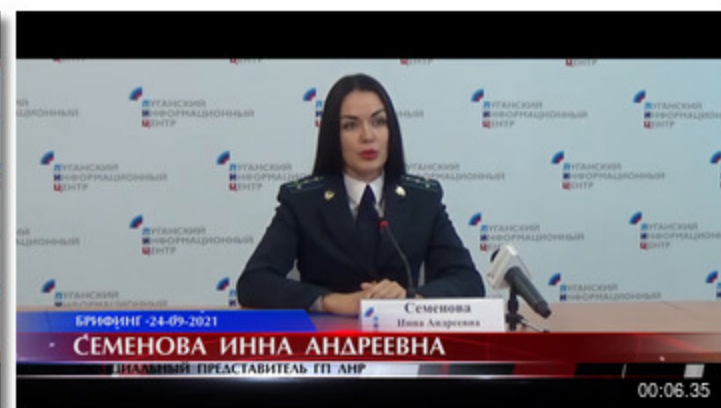 ЛУГАНСКИЙ
ИНФОРМАЦИОННЫЙ
ЦЕНТР
Семенова
Инна Андреевна
БРИФИНГ -24-09-2021
СЕМЕНОВА ИННА АНДРЕЕВНА
ПРЕДСТАВИТЕЛЬ ГП ЛНР
00:06.35